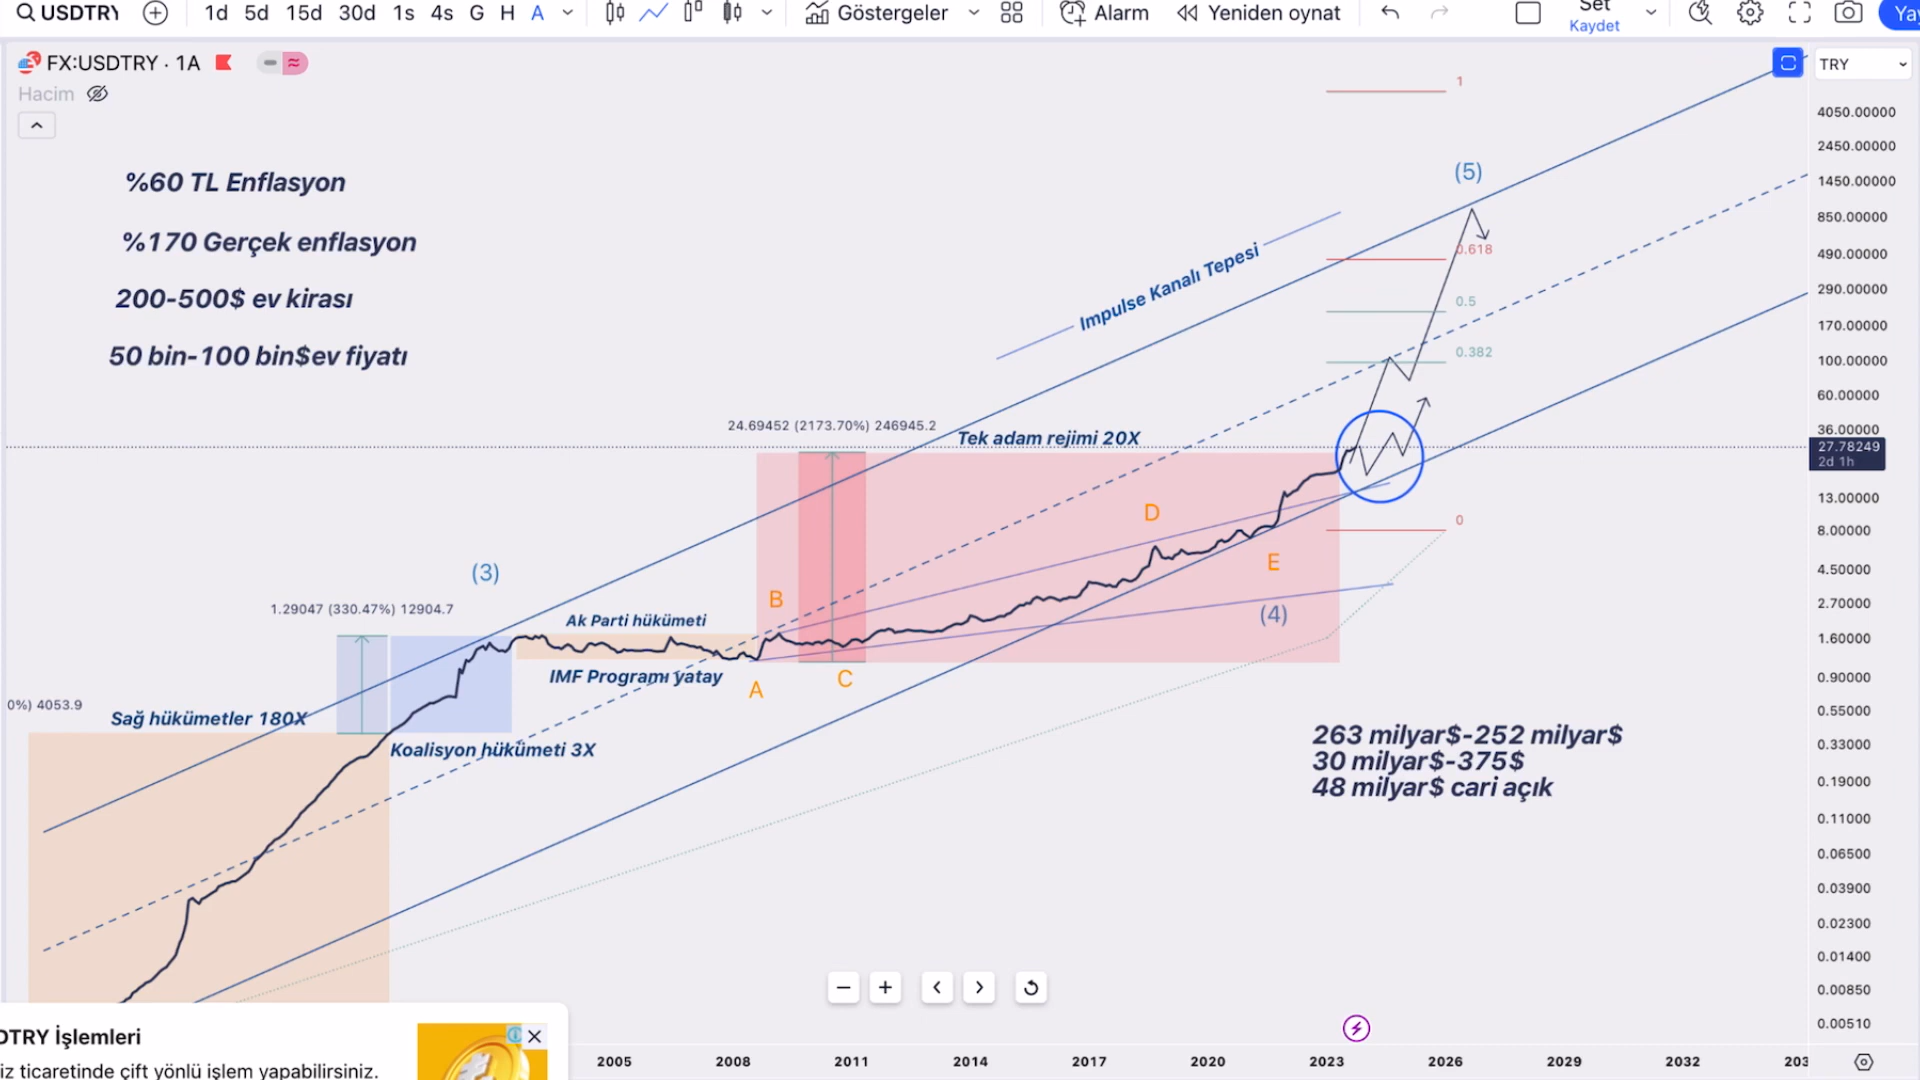 USDTRY
1d 5d 15d 30d 1s 4s G H A
Göstergeler
Alarm
Yeniden oynat
Set
Kaydet
FX:USDTRY · 1A
Hacim
TRY
%60 TL Enflasyon
%170 Gerçek enflasyon
200-500$ ev kirası
50 bin-100 bin$ev fiyatı
1
(5)
0.618
0.5
0.382
0
Impulse Kanalı Tepesi
24.69452 (2173.70%) 246945.2
Tek adam rejimi 20X
(3)
1.29047 (330.47%) 12904.7
Ak Parti hükümeti
IMF Programı yatay
A
B
C
D
E
(4)
0%) 4053.9
Sağ hükümetler 180X
Koalisyon hükümeti 3X
263 milyar$-252 milyar$
30 milyar$-375$
48 milyar$ cari açık
4050.00000
2450.00000
1450.00000
850.00000
490.00000
290.00000
170.00000
100.00000
60.00000
36.00000
27.78249
2d 1h
13.00000
8.00000
4.50000
2.70000
1.60000
0.90000
0.55000
0.33000
0.19000
0.11000
0.06500
0.03900
0.02300
0.01400
0.00850
0.00510
DTRY İşlemleri
iz ticaretinde çift yönlü işlem yapabilirsiniz.
2005 2008 2011 2014 2017 2020 2023 2026 2029 2032 203